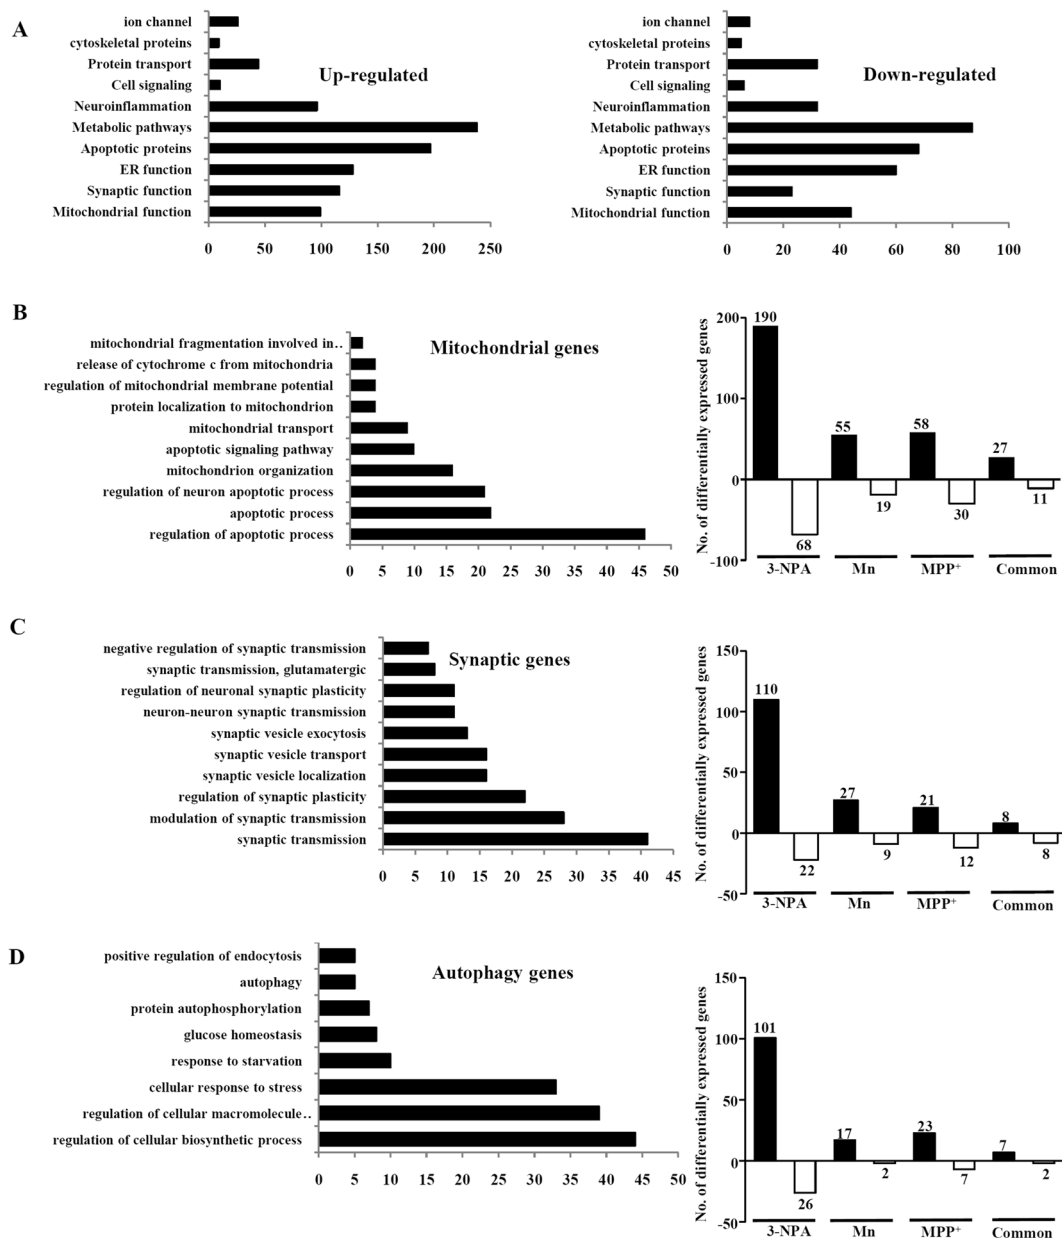 A
ion channel
cytoskeletal proteins
Protein transport
Cell signaling
Neuroinflammation
Metabolic pathways
Apoptotic proteins
ER function
Synaptic function
Mitochondrial function
Up-regulated
0 50 100 150 200 250
ion channel
cytoskeletal proteins
Protein transport
Cell signaling
Neuroinflammation
Metabolic pathways
Apoptotic proteins
ER function
Synaptic function
Mitochondrial function
Down-regulated
0 20 40 60 80 100
B
mitochondrial fragmentation involved in..
release of cytochrome c from mitochondria
regulation of mitochondrial membrane potential
protein localization to mitochondrion
mitochondrial transport
apoptotic signaling pathway
mitochondrion organization
regulation of neuron apoptotic process
apoptotic process
regulation of apoptotic process
Mitochondrial genes
0 5 10 15 20 25 30 35 40 45 50
No. of differentially expressed genes
200
100
0
-100
190
68
55
19
58
30
27
11
3-NPA Mn MPP+ Common
C
negative regulation of synaptic transmission
synaptic transmission, glutamatergic
regulation of neuronal synaptic plasticity
neuron-neuron synaptic transmission
synaptic vesicle exocytosis
synaptic vesicle transport
synaptic vesicle localization
regulation of synaptic plasticity
modulation of synaptic transmission
synaptic transmission
Synaptic genes
0 5 10 15 20 25 30 35 40 45
No. of differentially expressed genes
150
100
50
0
-50
110
22
27
9
21
12
8
8
3-NPA Mn MPP+ Common
D
positive regulation of endocytosis
autophagy
protein autophosphorylation
glucose homeostasis
response to starvation
cellular response to stress
regulation of cellular macromolecule..
regulation of cellular biosynthetic process
Autophagy genes
0 5 10 15 20 25 30 35 40 45 50
No. of differentially expressed genes
150
100
50
0
-50
101
26
17
2
23
7
7
2
3-NPA Mn MPP+ Common